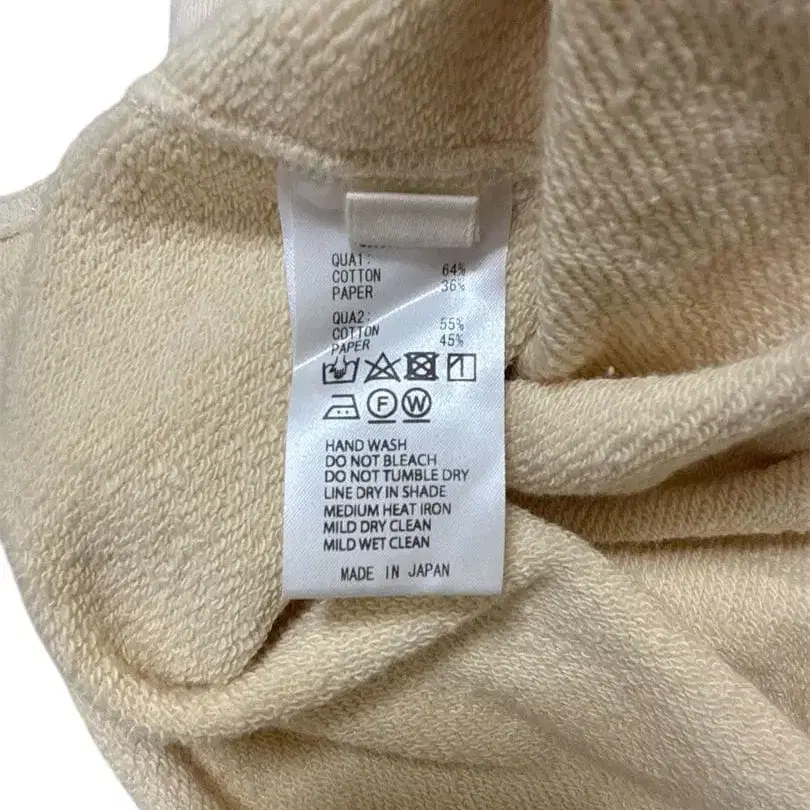 QUA1:
COTTON 64%
PAPER 36%
QUA2:
COTTON 55%
PAPER 45%
F W
HAND WASH
DO NOT BLEACH
DO NOT TUMBLE DRY
LINE DRY IN SHADE
MEDIUM HEAT IRON
MILD DRY CLEAN
MILD WET CLEAN
MADE IN JAPAN